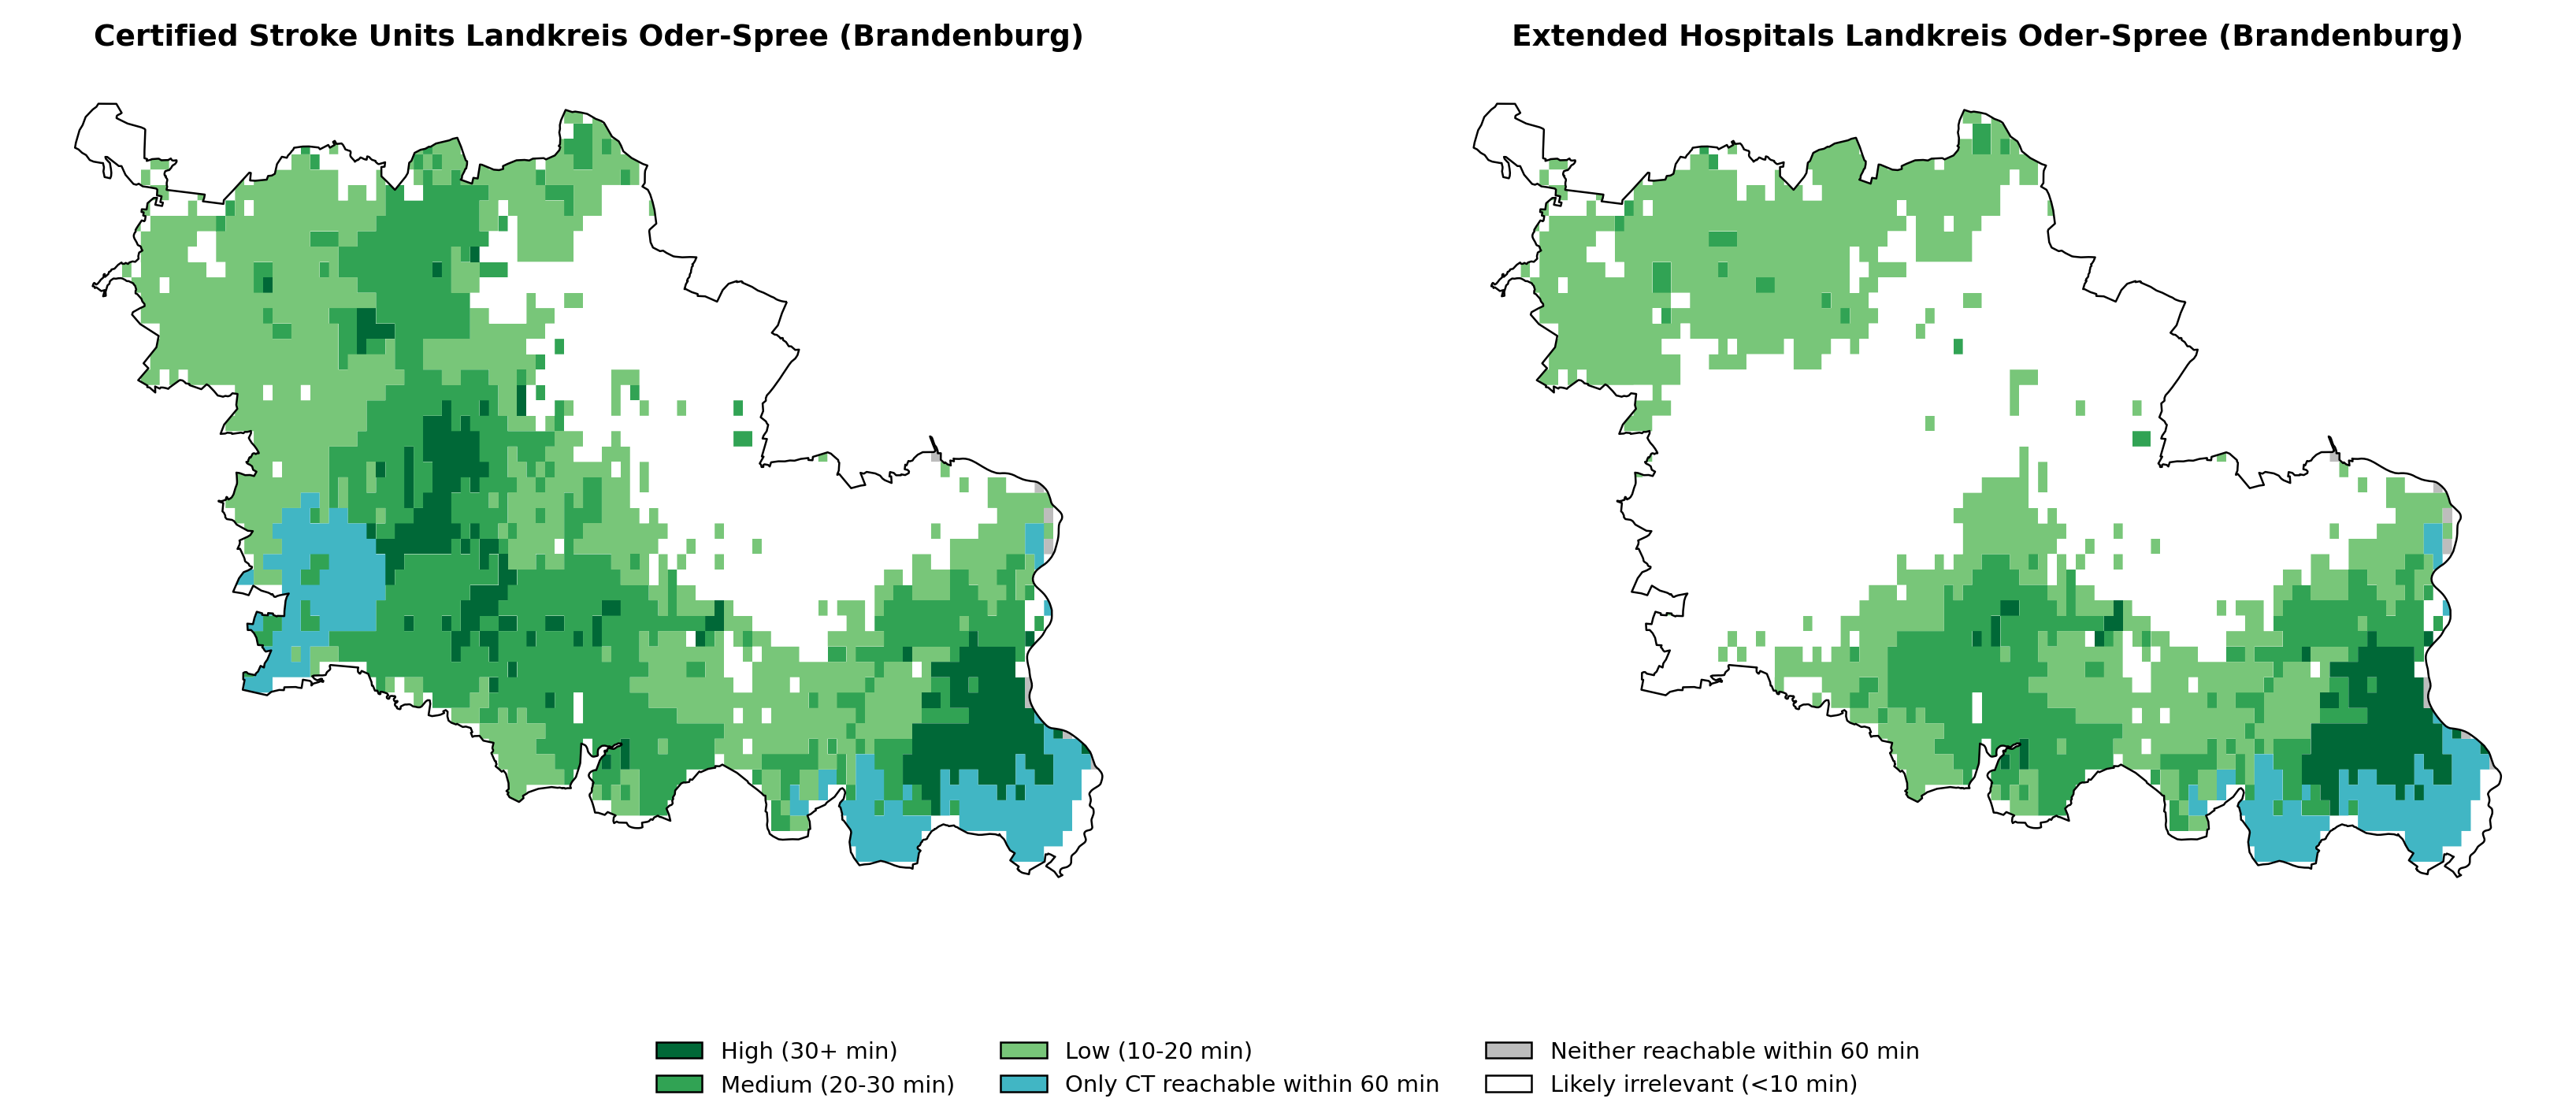 Certified Stroke Units Landkreis Oder-Spree (Brandenburg)
Extended Hospitals Landkreis Oder-Spree (Brandenburg)
High (30+ min)
Medium (20-30 min)
Low (10-20 min)
Only CT reachable within 60 min
Neither reachable within 60 min
Likely irrelevant (<10 min)